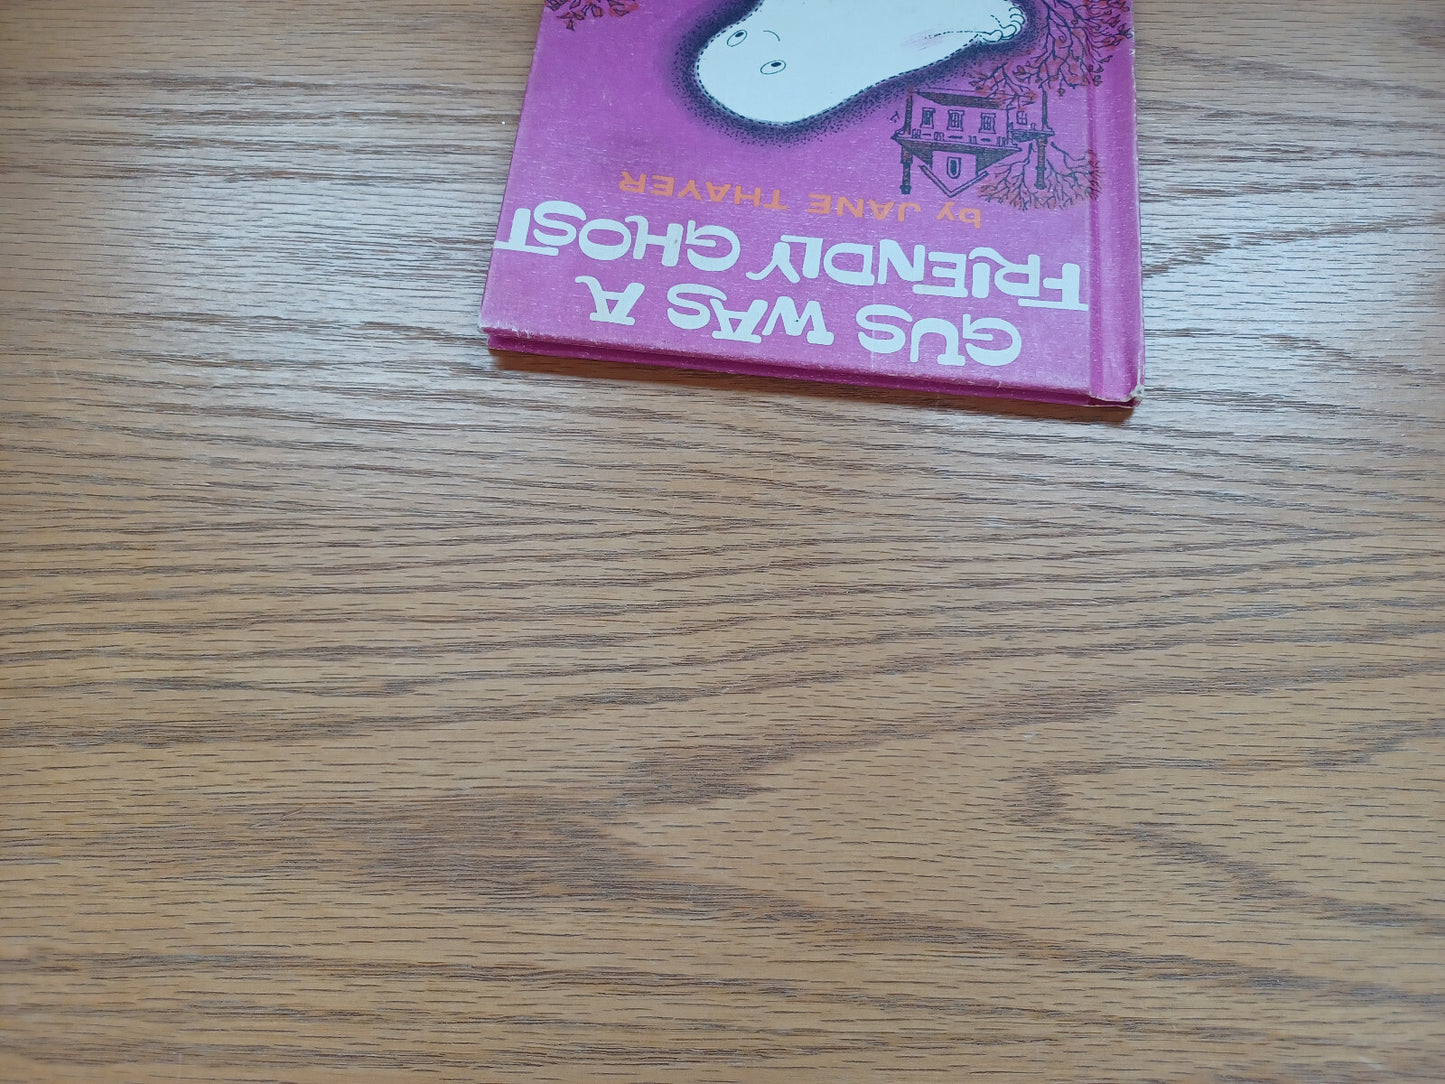 GUS WAS A
FRIENDLY GHOST
by JANE THAYER